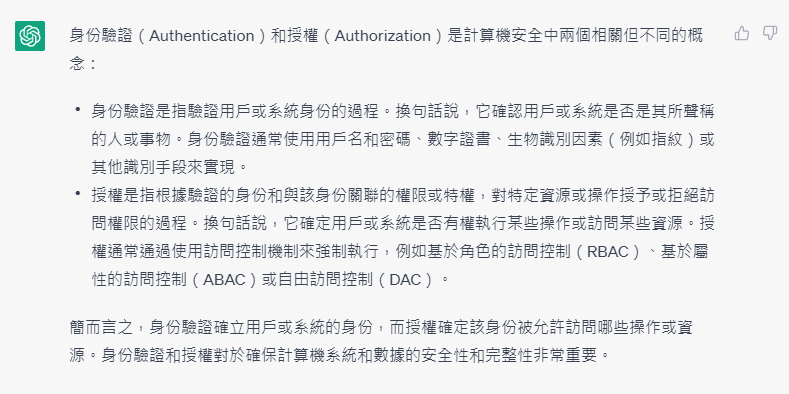 身份驗證（Authentication）和授權（Authorization）是計算機安全中兩個相關但不同的概
念：
• 身份驗證是指驗證用戶或系統身份的過程。換句話說，它確認用戶或系統是否是其所聲稱
的人或事物。身份驗證通常使用用戶名和密碼、數字證書、生物識別因素（例如指紋）或
其他識別手段來實現。
• 授權是指根據驗證的身份和與該身份關聯的權限或特權，對特定資源或操作授予或拒絕訪
問權限的過程。換句話說，它確定用戶或系統是否有權執行某些操作或訪問某些資源。授
權通常通過使用訪問控制機制來強制執行，例如基於角色的訪問控制（RBAC）、基於屬
性的訪問控制（ABAC）或自由訪問控制（DAC）。
簡而言之，身份驗證確立用戶或系統的身份，而授權確定該身份被允許訪問哪些操作或資
源。身份驗證和授權對於確保計算機系統和數據的安全性和完整性非常重要。